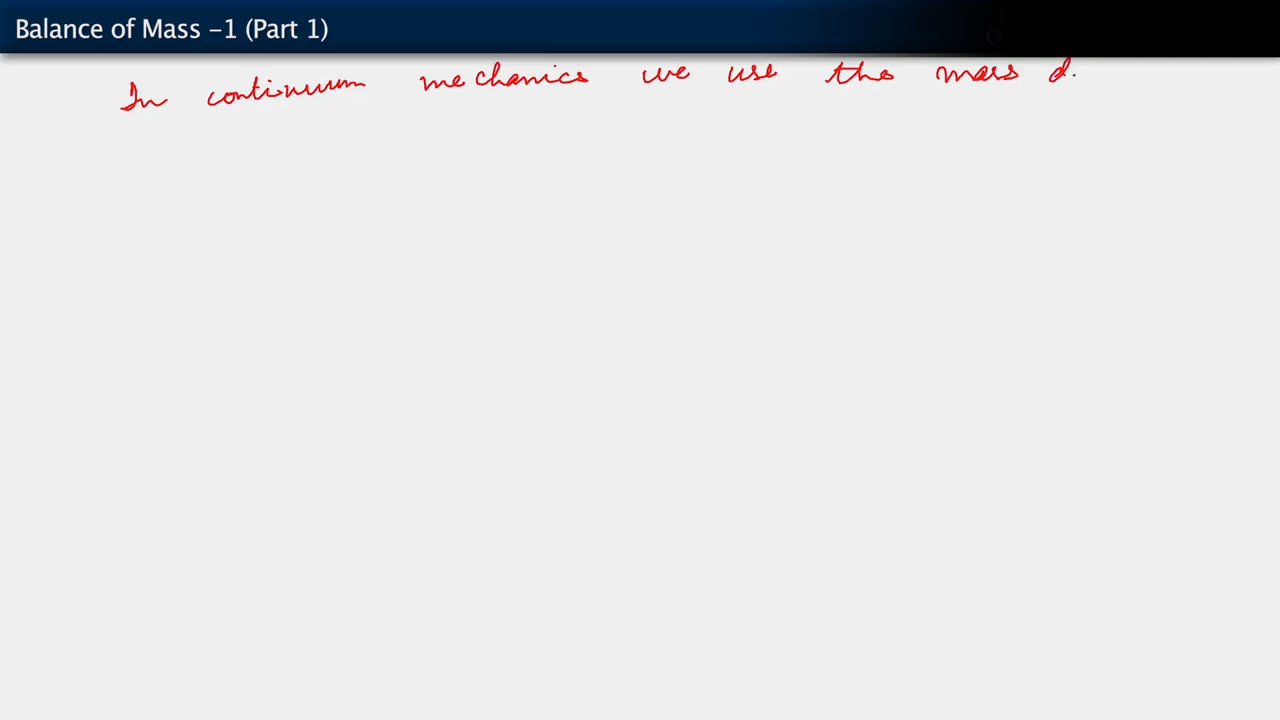 Balance of Mass -1 (Part 1)
In continuum mechanics we use the mass d